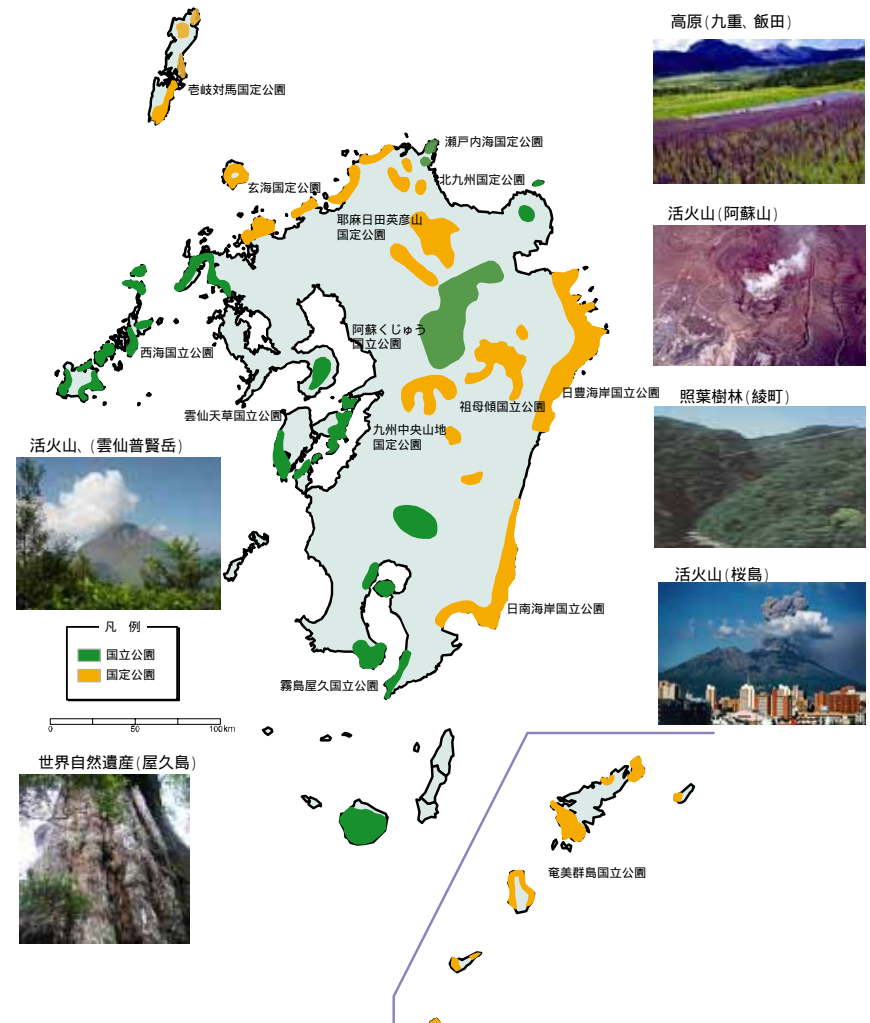 高原(九重、飯田)
壱岐対馬国定公園
瀬戸内海国定公園
北九州国定公園
玄海国定公園
活火山(阿蘇山)
耶麻日田英彦山
国定公園
阿蘇くじゅう
国立公園
西海国立公園
日豊海岸国立公園
照葉樹林(綾町)
祖母傾国立公園
雲仙天草国立公園
九州中央山地
国定公園
活火山、(雲仙普賢岳)
活火山(桜島)
日南海岸国立公園
凡 例
国立公園
国定公園
霧島屋久国立公園
0 50 100km
世界自然遺産(屋久島)
奄美群島国立公園